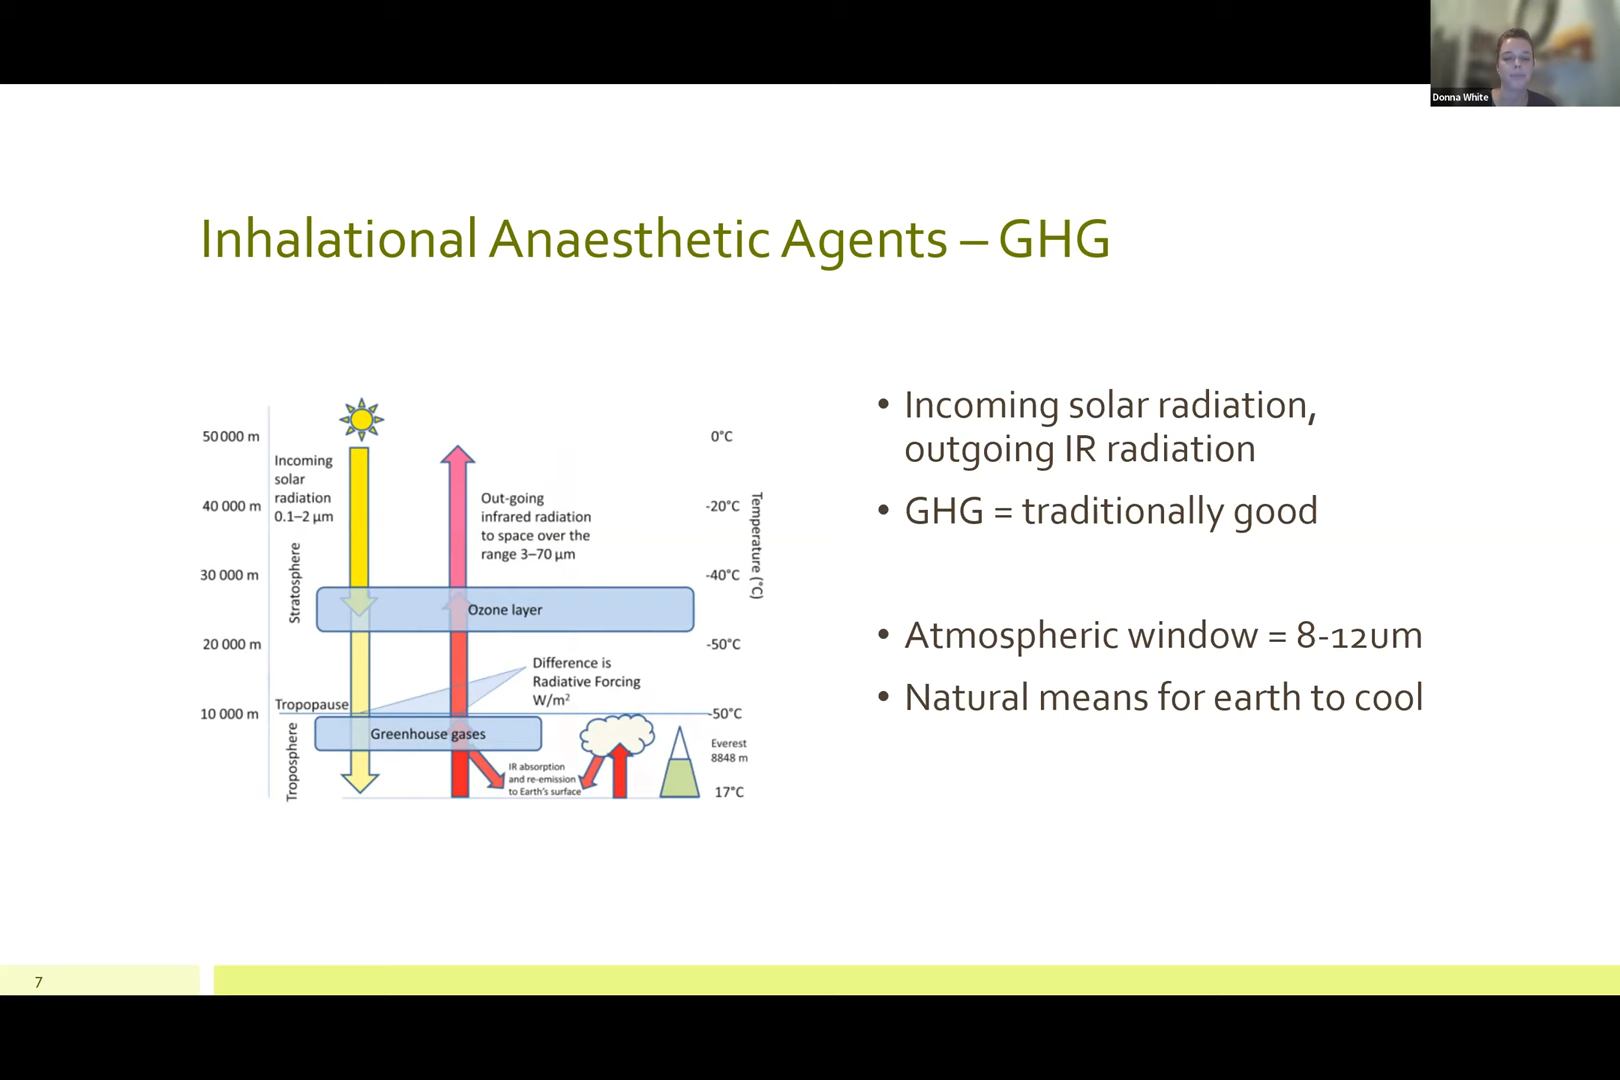 Donna White
Inhalational Anaesthetic Agents – GHG
50 000 m
40 000 m
30 000 m
20 000 m
10 000 m
Incoming
solar
radiation
0.1–2 µm
Stratosphere
Tropopause
Troposphere
Out-going
infrared radiation
to space over the
range 3–70 µm
Ozone layer
Difference is
Radiative Forcing
W/m²
Greenhouse gases
IR absorption
and re-emission
to Earth's surface
0°C
-20°C
-40°C
-50°C
-50°C
Everest
8848 m
17°C
Temperature (°C)
• Incoming solar radiation,
outgoing IR radiation
• GHG = traditionally good
• Atmospheric window = 8-12um
• Natural means for earth to cool
7